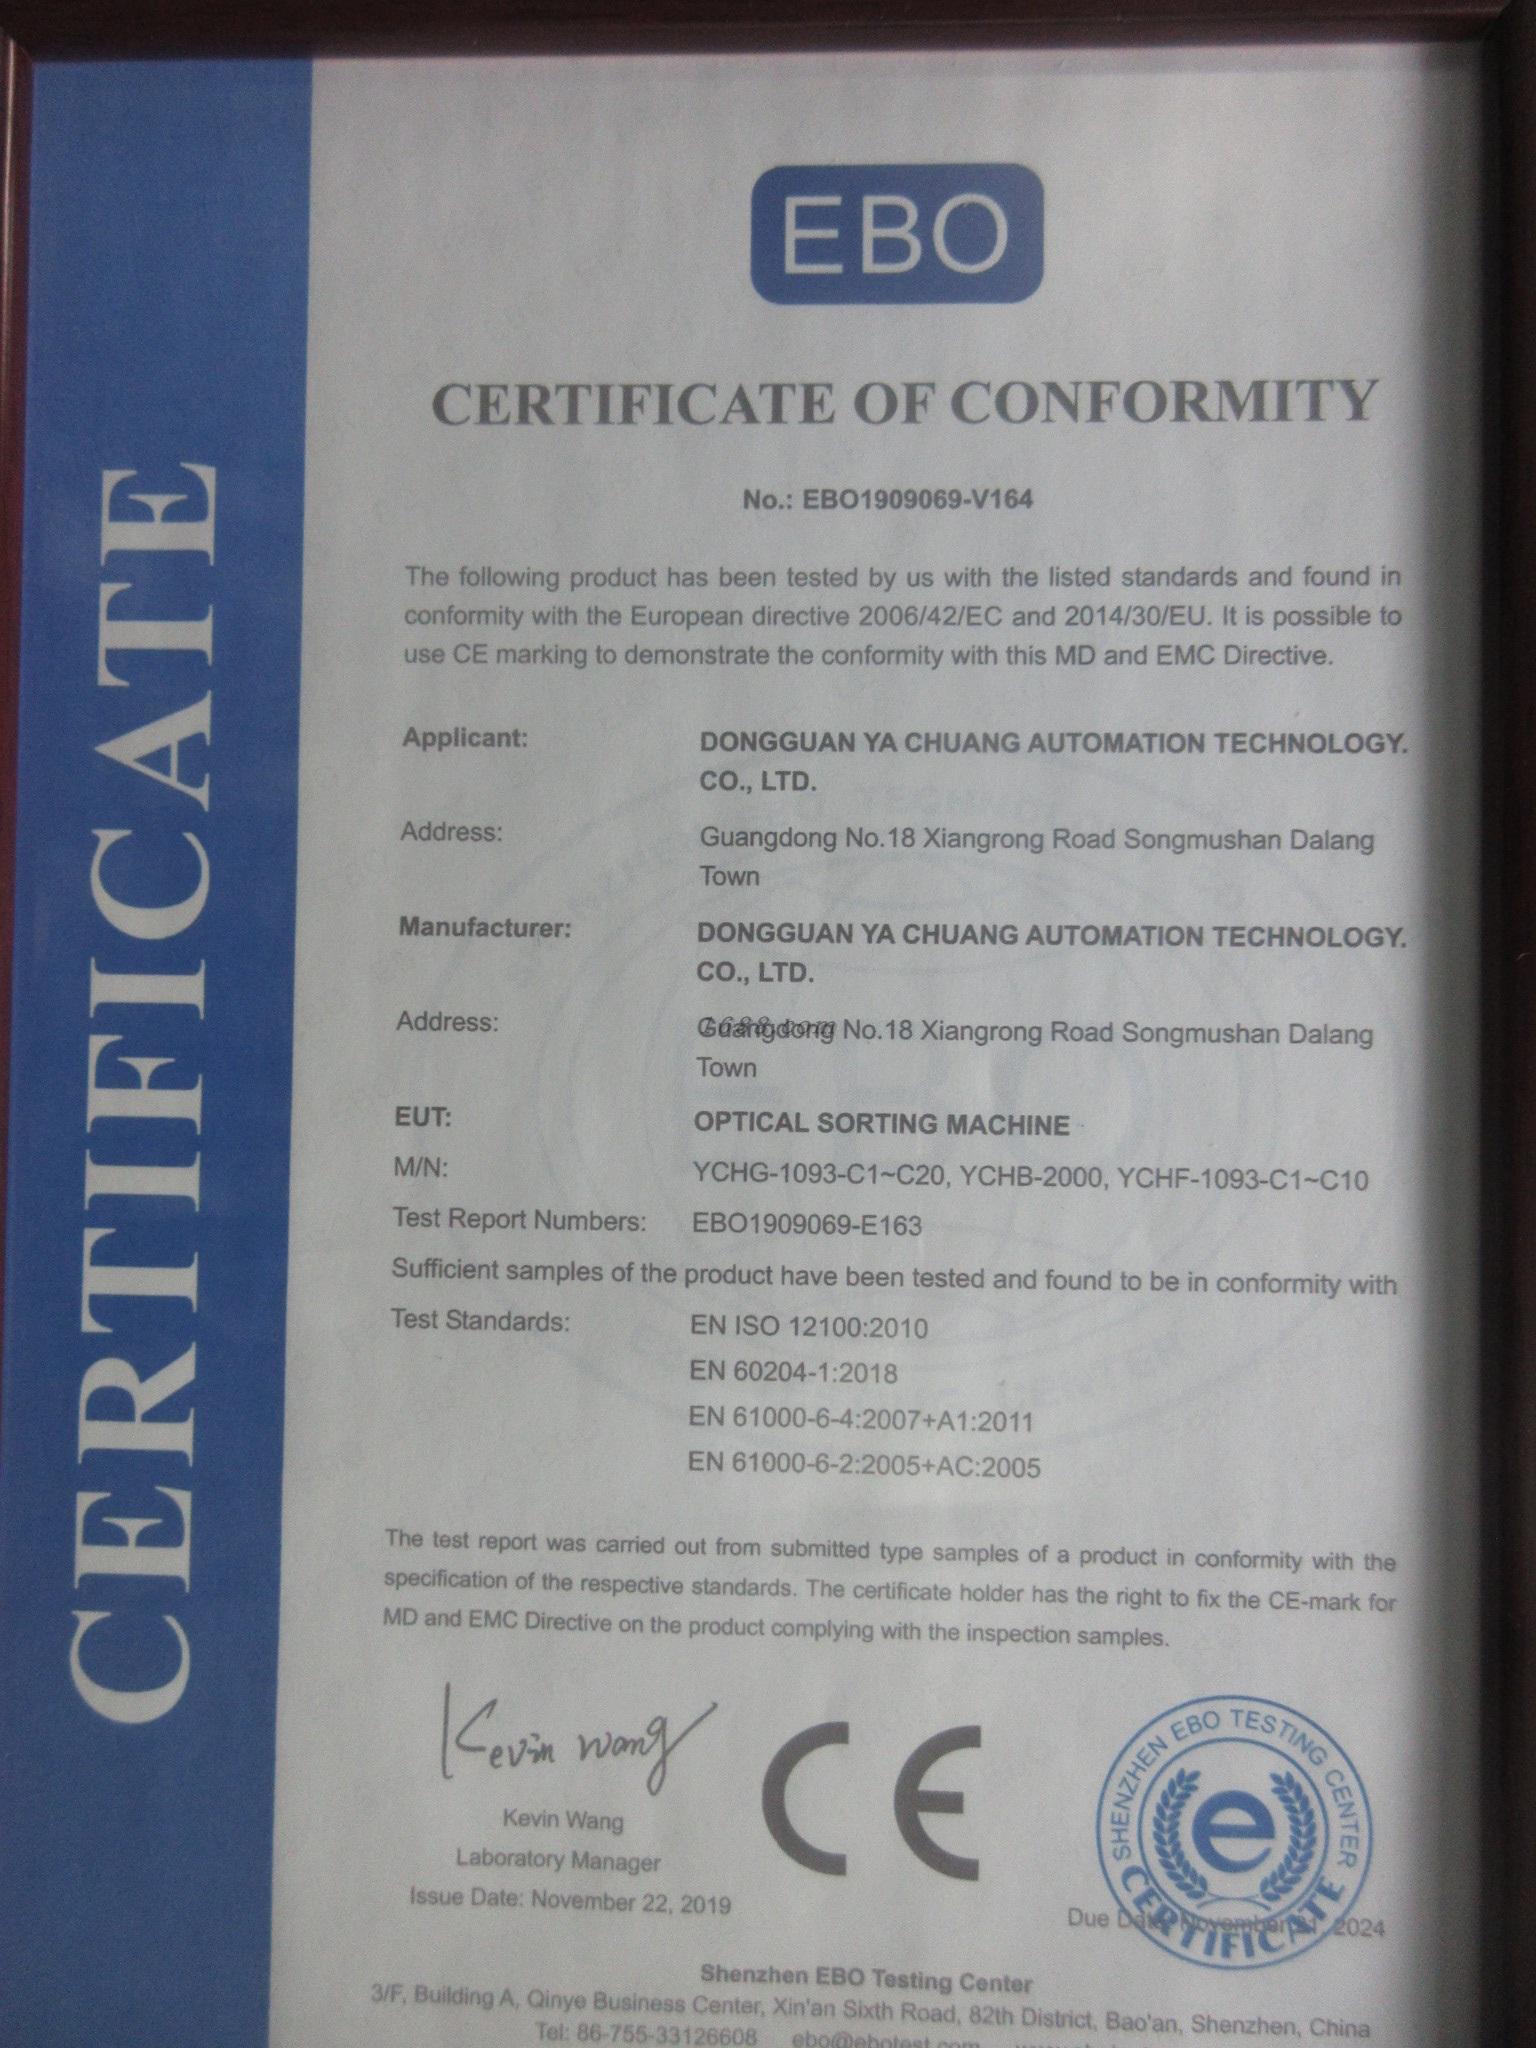 CERTIFICATE
EBO
CERTIFICATE OF CONFORMITY
No.: EBO1909069-V164
The following product has been tested by us with the listed standards and found in
conformity with the European directive 2006/42/EC and 2014/30/EU. It is possible to
use CE marking to demonstrate the conformity with this MD and EMC Directive.
Applicant: DONGGUAN YA CHUANG AUTOMATION TECHNOLOGY.
CO., LTD.
Address: Guangdong No.18 Xiangrong Road Songmushan Dalang
Town
Manufacturer: DONGGUAN YA CHUANG AUTOMATION TECHNOLOGY.
CO., LTD.
Address: Guangdong No.18 Xiangrong Road Songmushan Dalang
1688.com
Town
EUT: OPTICAL SORTING MACHINE
M/N: YCHG-1093-C1~C20, YCHB-2000, YCHF-1093-C1~C10
Test Report Numbers: EBO1909069-E163
Sufficient samples of the product have been tested and found to be in conformity with
Test Standards: EN ISO 12100:2010
EN 60204-1:2018
EN 61000-6-4:2007+A1:2011
EN 61000-6-2:2005+AC:2005
The test report was carried out from submitted type samples of a product in conformity with the
specification of the respective standards. The certificate holder has the right to fix the CE-mark for
MD and EMC Directive on the product complying with the inspection samples.
Kevin Wang
CE
SHENZHEN EBO TESTING CENTER
e
CERTIFICATE
Kevin Wang
Laboratory Manager
Issue Date: November 22, 2019
Due Date: November 21, 2024
Shenzhen EBO Testing Center
3/F, Building A, Qinye Business Center, Xin'an Sixth Road, 82th District, Bao'an, Shenzhen, China
Tel: 86-755-33126608 ebo@ebotest.com